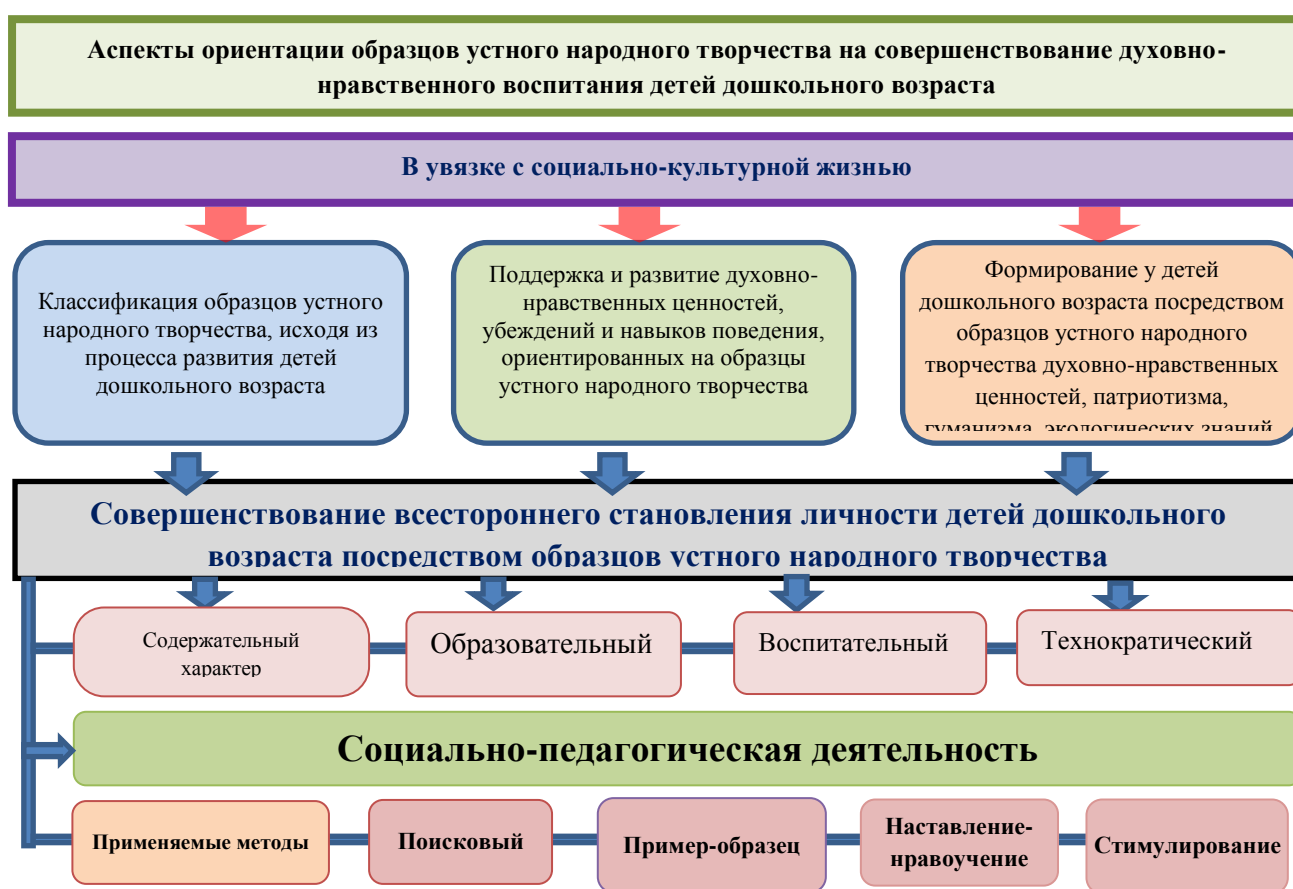 Аспекты ориентации образцов устного народного творчества на совершенствование духовно-
нравственного воспитания детей дошкольного возраста
В увязке с социально-культурной жизнью
Классификация образцов устного
народного творчества, исходя из
процесса развития детей
дошкольного возраста
Поддержка и развитие духовно-
нравственных ценностей,
убеждений и навыков поведения,
ориентированных на образцы
устного народного творчества
Формирование у детей
дошкольного возраста посредством
образцов устного народного
творчества духовно-нравственных
ценностей, патриотизма,
гуманизма, экологических знаний
Совершенствование всестороннего становления личности детей дошкольного
возраста посредством образцов устного народного творчества
Содержательный
характер
Образовательный
Воспитательный
Технократический
Социально-педагогическая деятельность
Применяемые методы
Поисковый
Пример-образец
Наставление-
нравоучение
Стимулирование